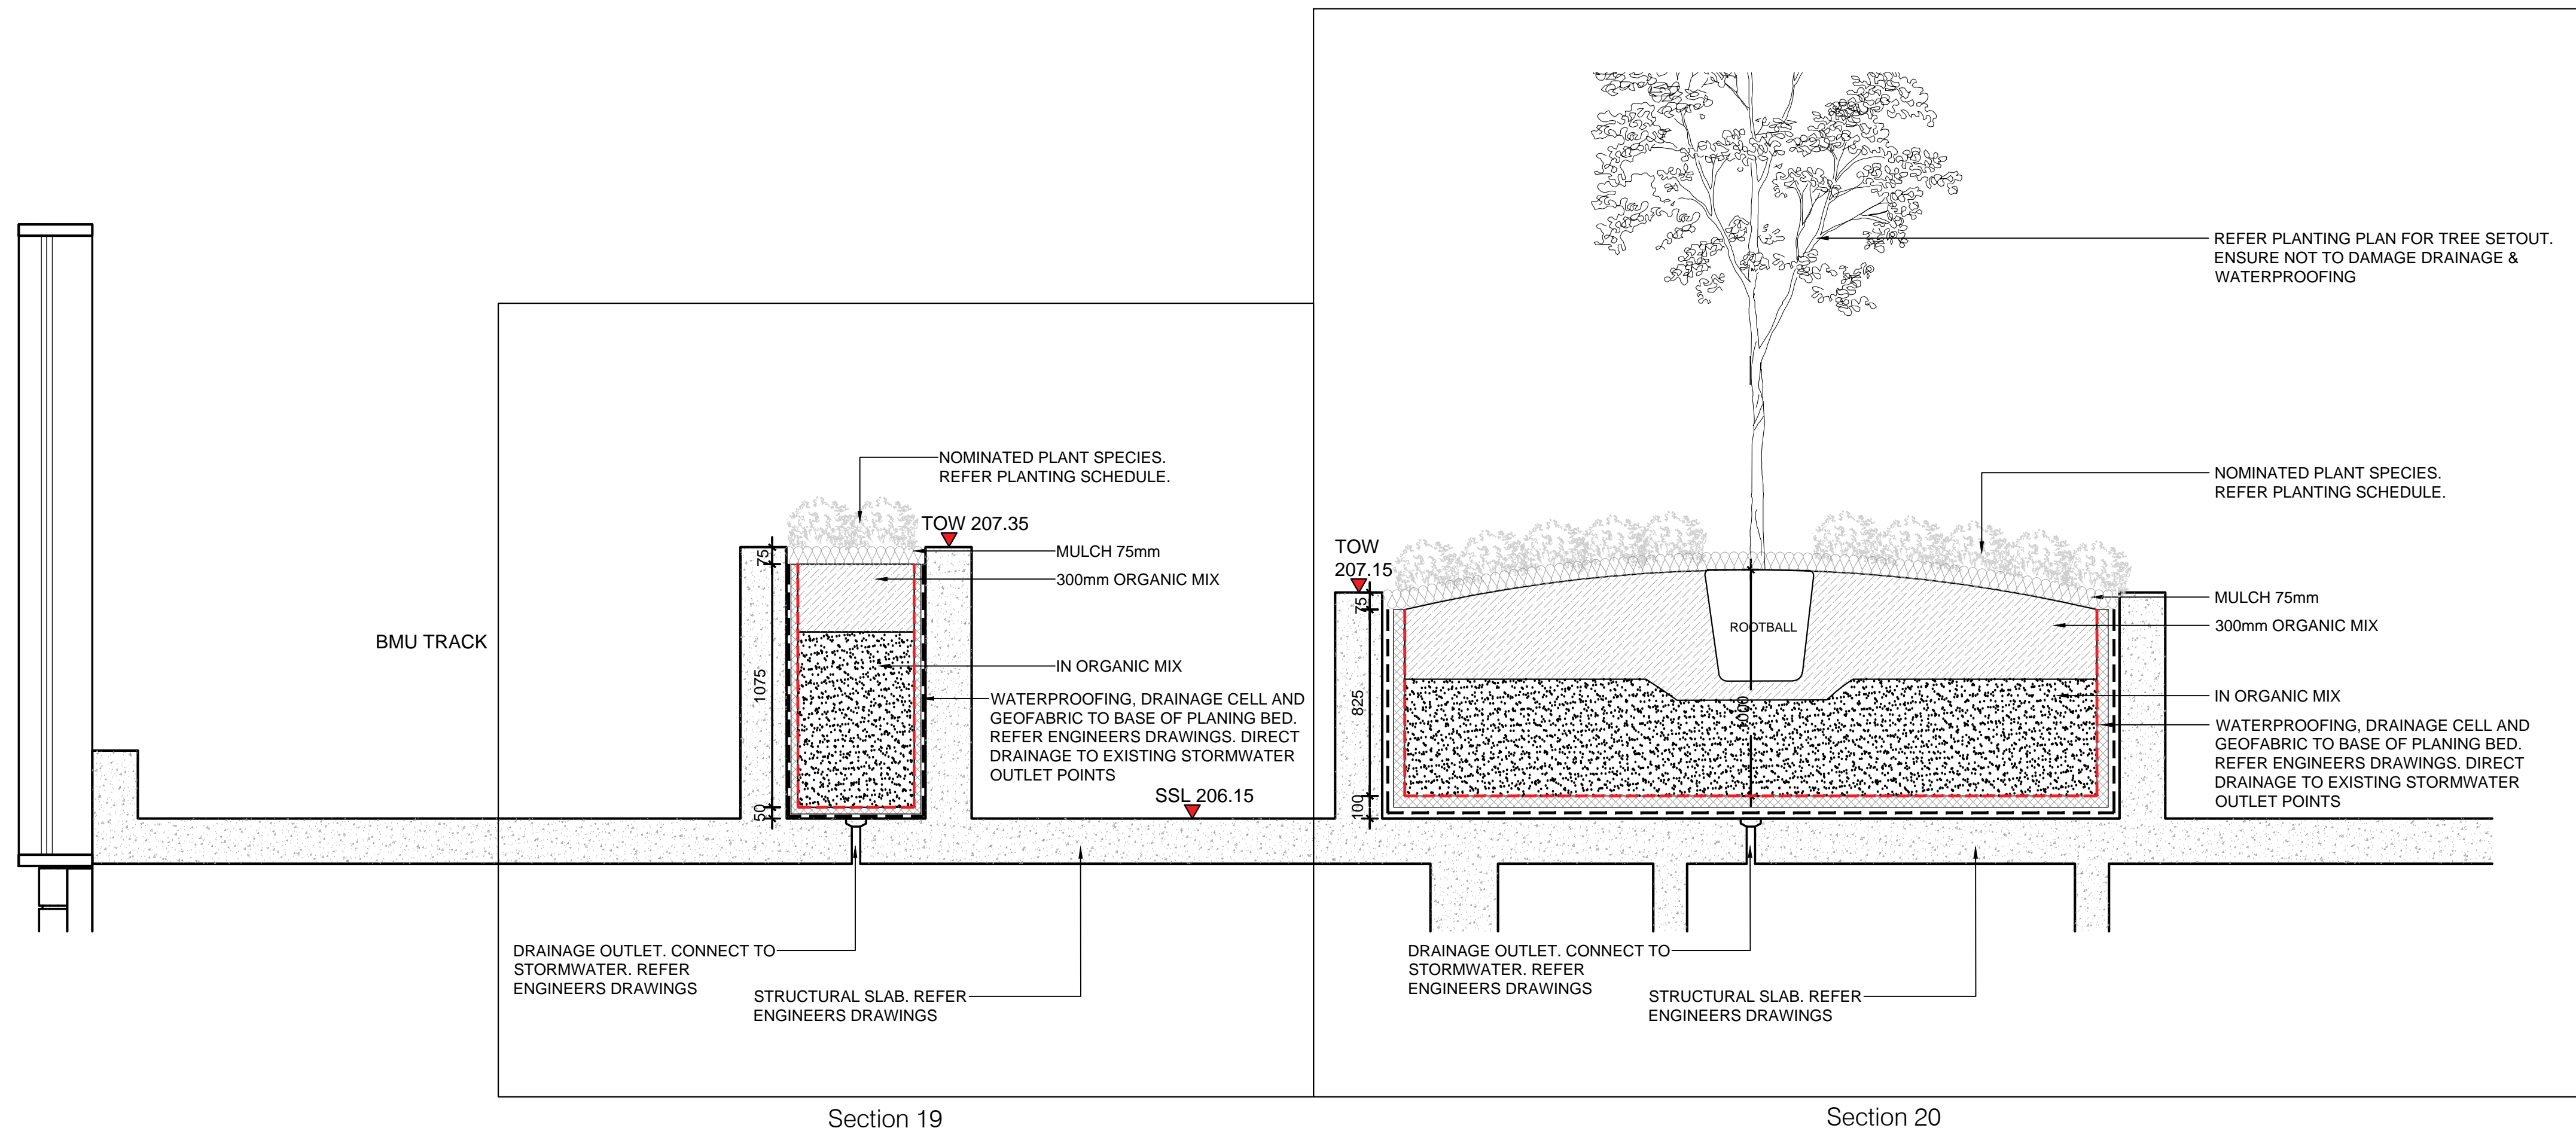 BMU TRACK
NOMINATED PLANT SPECIES.
REFER PLANTING SCHEDULE.
TOW 207.35
MULCH 75mm
300mm ORGANIC MIX
IN ORGANIC MIX
WATERPROOFING, DRAINAGE CELL AND
GEOFABRIC TO BASE OF PLANING BED.
REFER ENGINEERS DRAWINGS. DIRECT
DRAINAGE TO EXISTING STORMWATER
OUTLET POINTS
75
1075
50
SSL 206.15
DRAINAGE OUTLET. CONNECT TO
STORMWATER. REFER
ENGINEERS DRAWINGS
STRUCTURAL SLAB. REFER
ENGINEERS DRAWINGS
Section 19
REFER PLANTING PLAN FOR TREE SETOUT.
ENSURE NOT TO DAMAGE DRAINAGE &
WATERPROOFING
NOMINATED PLANT SPECIES.
REFER PLANTING SCHEDULE.
TOW
207.15
MULCH 75mm
300mm ORGANIC MIX
IN ORGANIC MIX
WATERPROOFING, DRAINAGE CELL AND
GEOFABRIC TO BASE OF PLANING BED.
REFER ENGINEERS DRAWINGS. DIRECT
DRAINAGE TO EXISTING STORMWATER
OUTLET POINTS
75
825
100
ROOTBALL
1000
DRAINAGE OUTLET. CONNECT TO
STORMWATER. REFER
ENGINEERS DRAWINGS
STRUCTURAL SLAB. REFER
ENGINEERS DRAWINGS
Section 20